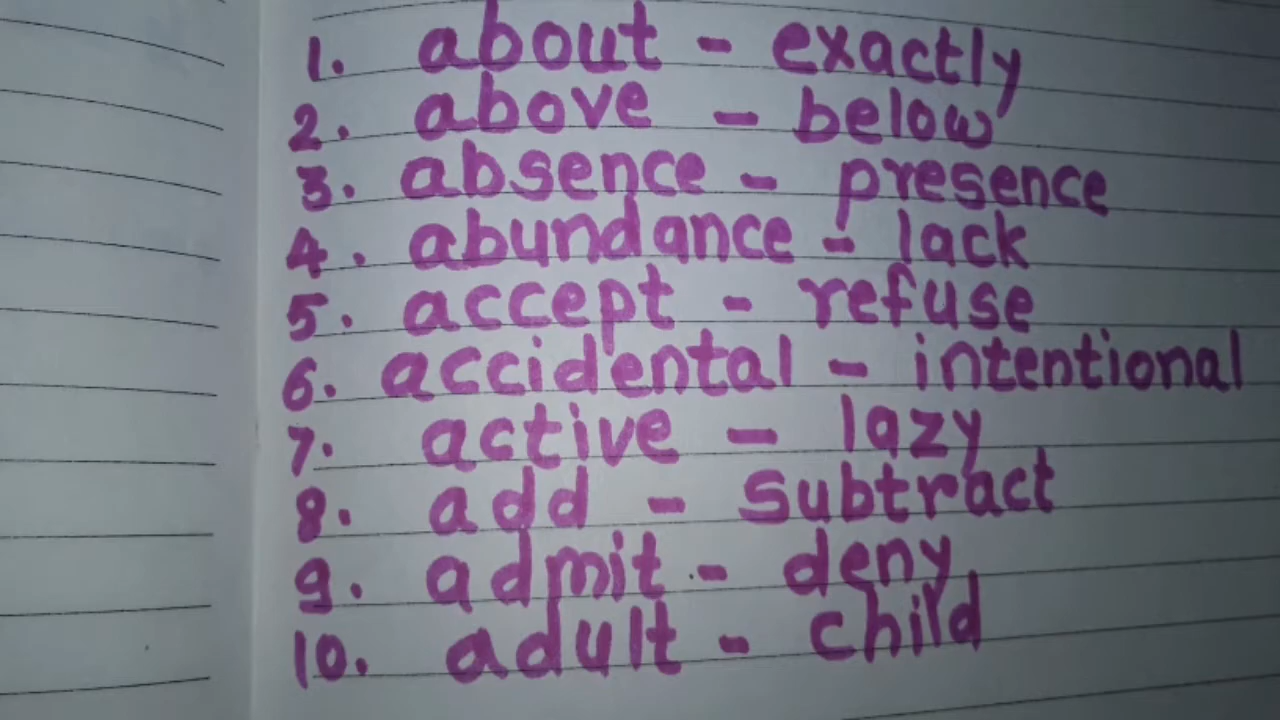 1. about - exactly
2. above - below
3. absence - presence
4. abundance - lack
5. accept - refuse
6. accidental - intentional
7. active - lazy
8. add - subtract
9. admit - deny
10. adult - child